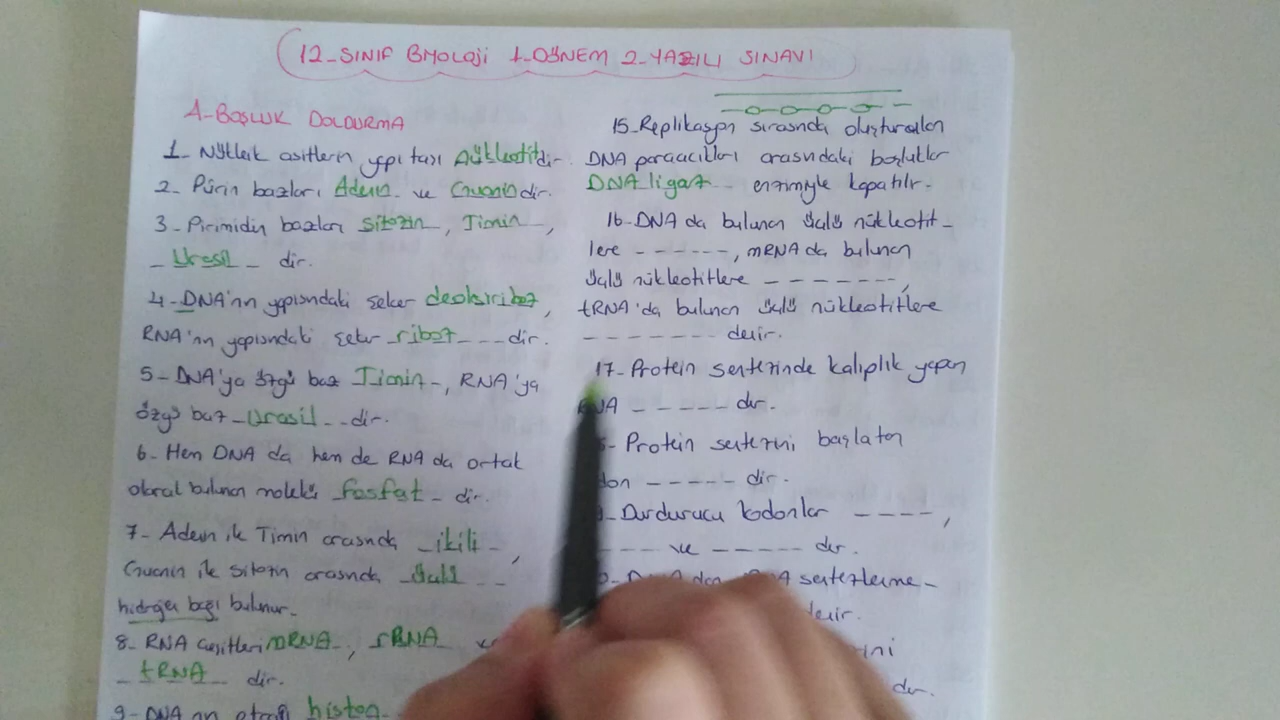 12-SINIF BİYOLOJİ 1-DÖNEM 2-YAZILI SINAVI
A-BOŞLUK DOLDURMA
1- Nükleik asitlerin yapı taşı nükleotitdir.
2- Pürin bazları Adenin ve Guanindir.
3- Pirimidin bazları Sitozin, Timin,
Urasil dir.
4- DNA'nın yapısındaki şeker deoksiriboz,
RNA'nın yapısındaki şeker riboz dir.
5- DNA'ya özgü baz Timin, RNA'ya
özgü baz Urasil dir.
6- Hem DNA da hem de RNA da ortak
olarak bulunan molekül fosfat dir.
7- Adenin ile Timin arasında ikili,
Guanin ile Sitozin arasında üçlü
hidrojen bağı bulunur.
8- RNA çeşitleri mRNA, rRNA
tRNA dir.
9- DNA histon
15-Replikasyon sırasında oluşturulan
DNA parçacıkları arasındaki boşluklar
DNA ligaz enzimiyle kapatılır.
16-DNA da bulunan üçlü nükleotit-
lere ------, mRNA da bulunan
üçlü nükleotitlere -------,
tRNA'da bulunan üçlü nükleotitlere
------- denir.
17-Protein sentezinde kalıplık yapan
RNA ----- dır.
- Protein sentezini başlatan
----- dir.
-Durdurucu kodonlar ----,
---- ve ----- dır.
sentezlenme-
denir.
dır.